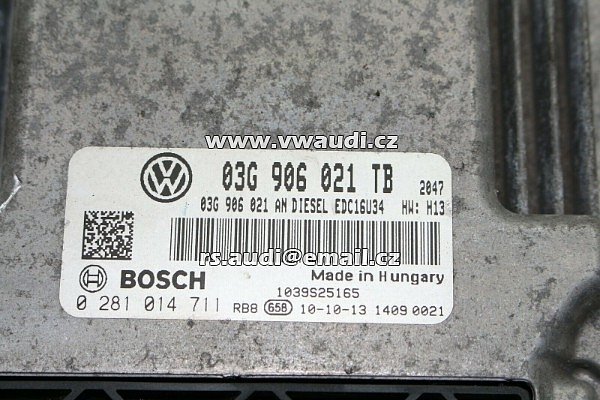 www.vwaudi.cz
03G 906 021 TB 2047
03G 906 021 AN DIESEL EDC16U34 HW: H13
rs.audi@email.cz
BOSCH Made in Hungary
1039S25165
0 281 014 711 RBB 658 10-10-13 1409 0021